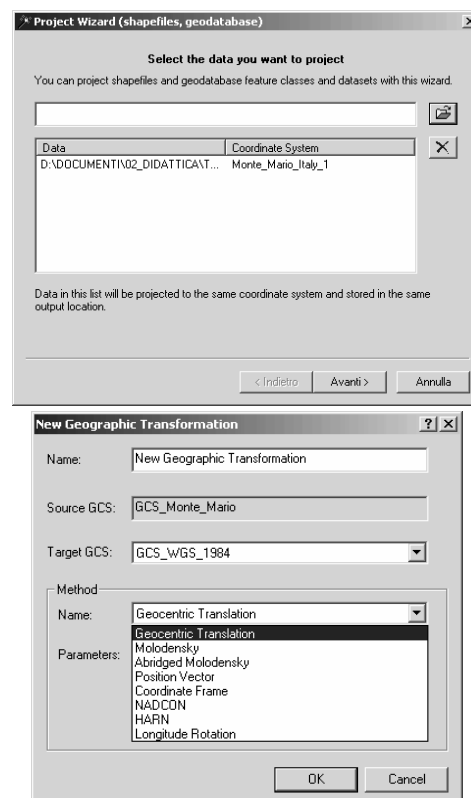 Project Wizard (shapefiles, geodatabase)
Select the data you want to project
You can project shapefiles and geodatabase feature classes and datasets with this wizard.
Data Coordinate System
D:\DOCUMENTI\02_DIDATTICA\T... Monte_Mario_Italy_1
Data in this list will be projected to the same coordinate system and stored in the same
output location.
< Indietro Avanti > Annulla
New Geographic Transformation
Name: New Geographic Transformation
Source GCS: GCS_Monte_Mario
Target GCS: GCS_WGS_1984
Method
Name: Geocentric Translation
Geocentric Translation
Molodensky
Parameters: Abridged Molodensky
Position Vector
Coordinate Frame
NADCON
HARN
Longitude Rotation
OK Cancel